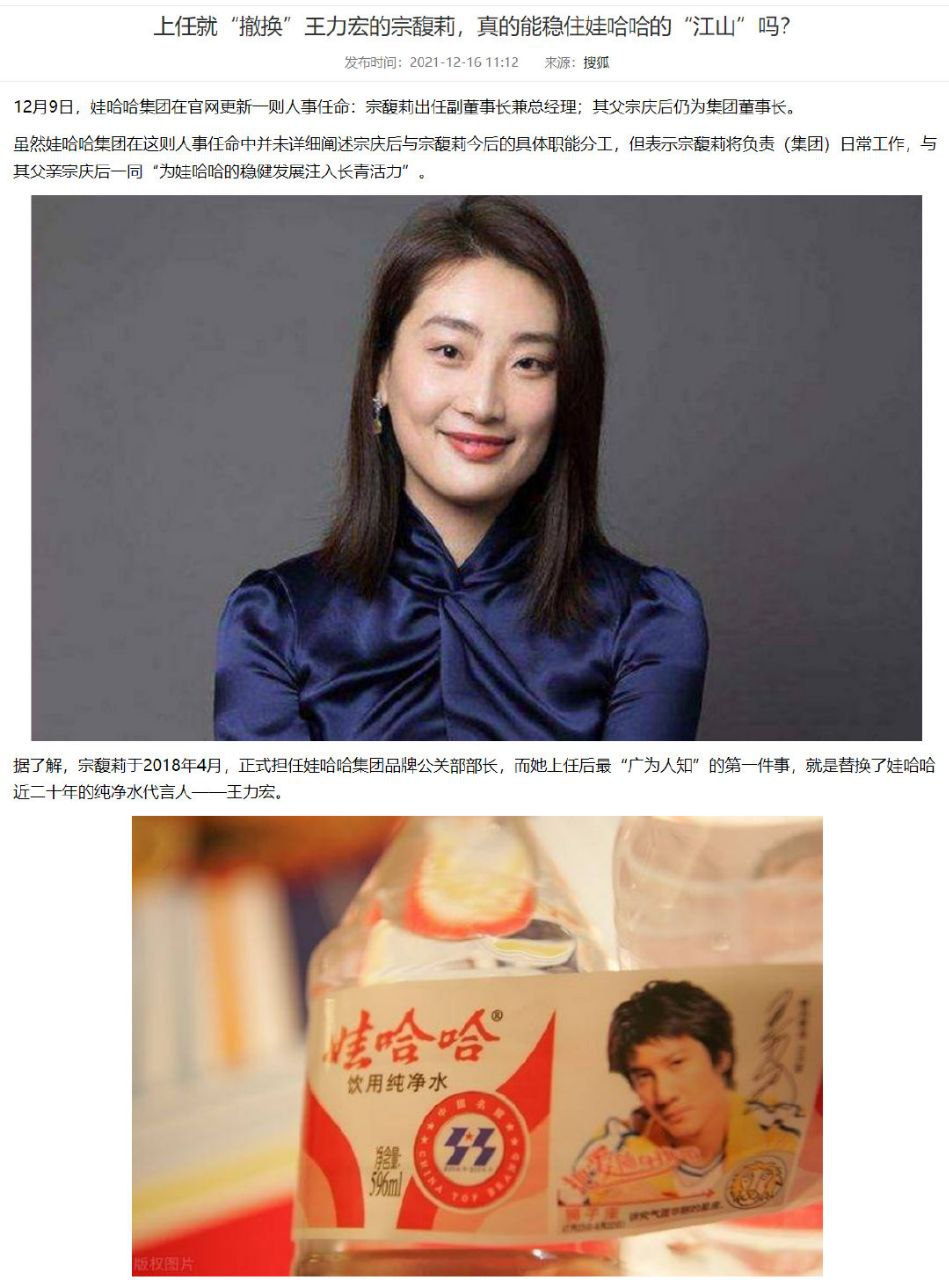 上任就“撤换”王力宏的宗馥莉，真的能稳住娃哈哈的“江山”吗？
发布时间：2021-12-16 11:12 来源：搜狐
12月9日，娃哈哈集团在官网更新一则人事任命：宗馥莉出任副董事长兼总经理；其父宗庆后仍为集团董事长。
虽然娃哈哈集团在这则人事任命中并未详细阐述宗庆后与宗馥莉今后的具体职能分工，但表示宗馥莉将负责（集团）日常工作，与
其父亲宗庆后一同“为娃哈哈的稳健发展注入长青活力”。
据了解，宗馥莉于2018年4月，正式担任娃哈哈集团品牌公关部部长，而她上任后最“广为人知”的第一件事，就是替换了娃哈哈
近二十年的纯净水代言人——王力宏。
娃哈哈®
饮用纯净水
中国名牌
CHINA TOP BRAND
净含量:
596ml
狮子座
版权图片